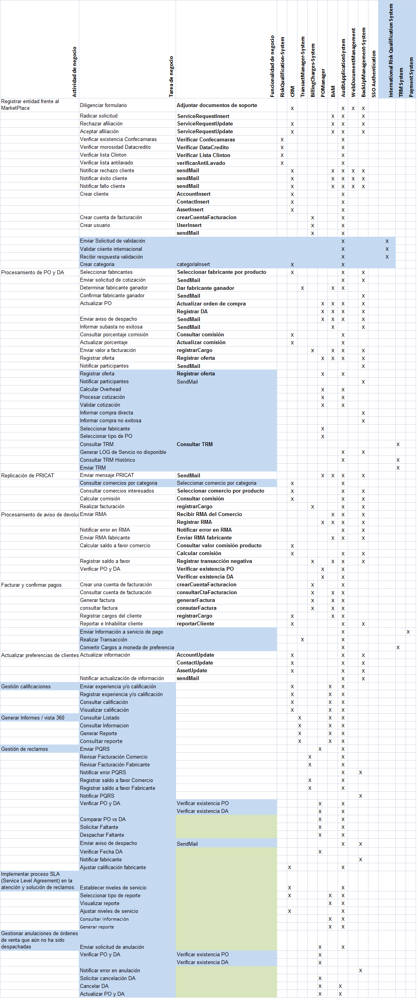 Actividad de negocio
Tarea de negocio
Funcionalidad de negocio
RiskQualification-System
CRM
TransactManager-System
BillingCharges-System
POManager
BAM
AuditApplicationSystem
WebDocumentManagement
BackUpManagement-System
SSO Authentication
International Risk Qualification System
TRM System
Payment System
Registrar entidad frente al
MarketPlace
Diligenciar formulario Adjuntar documentos de soporte X X X X
Radicar solicitud ServiceRequestInsert X X X
Rechazar afiliación ServiceRequestUpdate X X X X
Aceptar afiliación ServiceRequestUpdate X X X X
Verificar existencia Confecamaras Verificar Confecamaras X X
Verificar morosidad Datacredito Verificar DataCredito X X
Verificar lista Clinton Verificar Lista Clinton X X
Verificar lista antilavado verificarAntiLavado X X
Notificar rechazo cliente sendMail X X X X X
Notificar éxito cliente sendMail X X X X X
Notificar fallo cliente sendMail X X X X X
Crear cliente AccountInsert X X
ContactInsert X X
AssetInsert X X
Crear cuenta de facturación crearCuentaFacturacion X X
Crear usuario UserInsert X X
sendMail X X
Enviar Solicitud de validación X X
Validar ciiente internacional X X
Recibir respuesta validación X X
Crear categoria categoríaInsert X X
Procesamiento de PO y DA Seleccionar fabricantes Seleccionar fabricante por producto X X X
Enviar solicitud de cotización SendMail X X
Determinar fabricante ganador Dar fabricante ganador X X X
Confirmar fabricante ganador SendMail X
Actualizar PO Actualizar orden de compra X X X X
Registrar DA X X X X
Enviar aviso de despacho SendMail X X X X
Informar subasta no exitosa SendMail X X
Consultar porcentaje comisión Consultar comisión X X
Actualizar porcentaje Actualizar comisión X X
Enviar valor a facturación registrarCargo X X X X
Registrar oferta Registrar oferta X X X X
Notificar participantes SendMail X
Registrar oferta Registrar oferta X X
Notificar participantes SendMail X
Calcular Overhead X X
Procesar cotización X X
Validar cotización X X
Informar compra directa X
Informar compra no exitosa X
Seleccionar fabricante X
Seleccionar tipo de PO X
Consultar TRM Consultar TRM X
Generar LOG de Servcio no disponible X X
Consultar TRM Histórico X X
Enviar TRM X
Replicación de PRICAT Enviar mensaje PRICAT SendMail X X X X
Consultar comercios por categoria Seleccionar comercio por categoria X X
Consultar comercios interesados Seleccionar comercio por producto X X X
Calcular comisión Consultar comisión X X X
Realizar facturación registrarCargo X X X
Procesamiento de aviso de devoluc Enviar RMA Recibir RMA del Comercio X X X
Registrar RMA X X X X
Notificar error en RMA Notificar error en RMA X X
Enviar RMA fabricante Enviar RMA fabricante X X X
Calcular saldo a favor comercio Consultar valor comisión producto X
Calcular comisión X X X
Registrar saldo a favor Registrar transacción negativa X X X X
Verificar PO y DA Verificar existencia PO X X
Verificar existencia DA X X
Facturar y confirmar pagos Crear una cuenta de facturación crearCuentaFacturacion X X
Consultar cuenta de facturación consultarCtaFacturacion X X X
Generar factura generarFactura X X X
consultar factura consutarFactura X X X
Registrar cargos del cliente registrarCargo X X X
Reportar e Inhabilitar cliente reportarCliente X X X
Enviar Información a servicio de pago X X
Realizar Transacción X X
Convertir Cargos a moneda de preferencia X X
Actualizar preferencias de clientes Actualizar información AccountUpdate X X X
ContactUpdate X X X
AssetUpdate X X X
Notificar actualización de información sendMail X X
Gestión calificaciones Enviar experiencia y/o calificación X X X
Registrar experiencia y/o calificación X X X
Consultar calificación X X X
Visualizar calificación X X X
Generar Informes / vista 360 Consultar Listado X X X
Consultar Informacion X X X
Generar Reporte X X X
Consultar reporte X X X
Gestión de reclamos Enviar PQRS X X
Revisar Facturación Comercio X X
Revisar Facturación Fabricante X X
Notificar error PQRS X X
Registrar saldo a favor Comercio X X
Registrar saldo a favor Fabricante X X
Notificar PQRS X
Verificar PO y DA Verificar existencia PO X X
Verificar existencia DA X X
Comparar PO vs DA X X
Solicitar Faltante X X
Despachar Faltante X X
Enviar aviso de despacho SendMail X X
Verificar Fecha DA X
Notificar fabricante X
Ajustar calificación fabricante X X
Implementar proceso SLA
(Service Level Agreement) en la
atención y solución de reclamos. Establecer niveles de servicio X X
Seleccionar tipo de reporte X X X
Visualizar reporte X X
Ajustar niveles de servicio X X
Consultar información X X
Generar reporte X X
Gestionar anulaciones de órdenes
de venta que aún no ha sido
despachadas Enviar solicitud de anulación X X
Verificar PO y DA Verificar existencia PO X
Verificar existencia DA X
Notificar error en anulación X
Solicitar cancelación DA X
Cancelar DA X X
Actualizar PO y DA X X